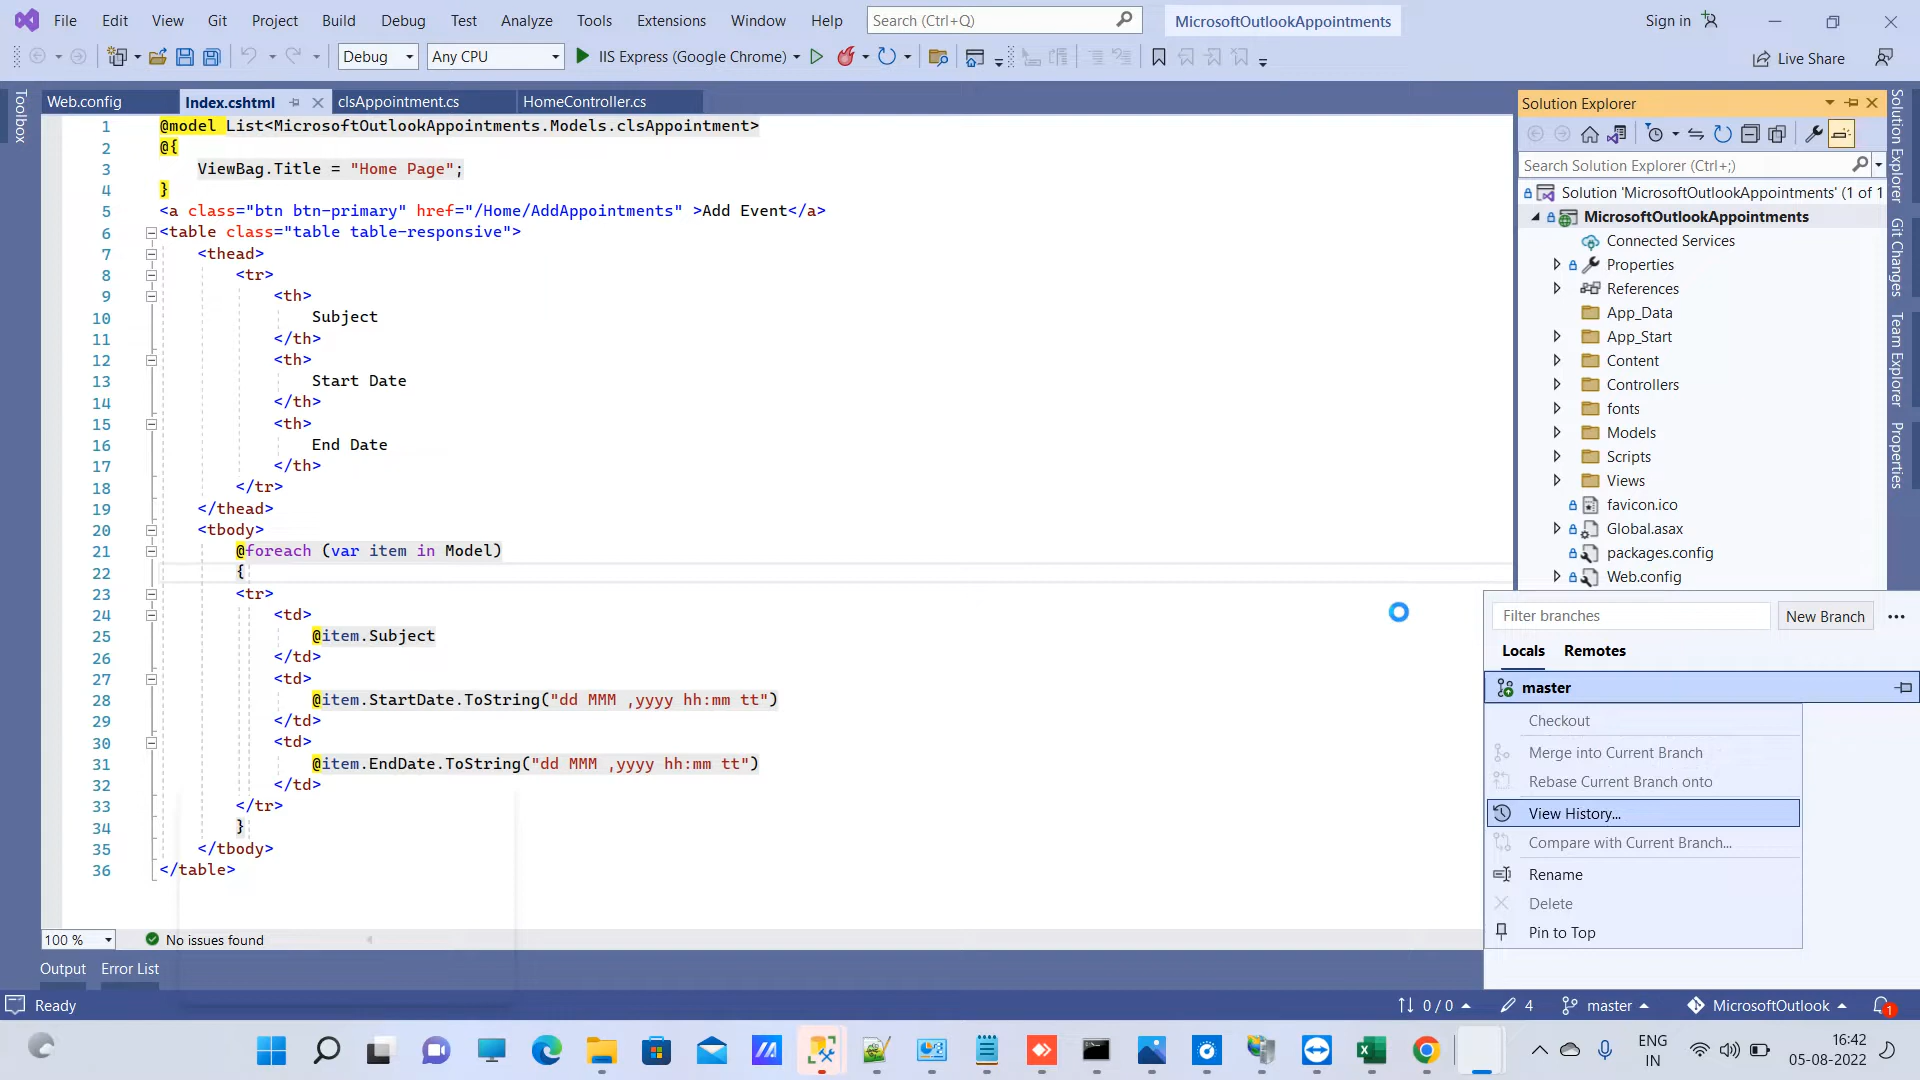 File Edit View Git Project Build Debug Test Analyze Tools Extensions Window Help Search (Ctrl+Q) MicrosoftOutlookAppointments Sign in
Debug Any CPU IIS Express (Google Chrome) Live Share
Toolbox
Web.config Index.cshtml clsAppointment.cs HomeController.cs
1 @model List<MicrosoftOutlookAppointments.Models.clsAppointment>
2 @{
3 ViewBag.Title = "Home Page";
4 }
5 <a class="btn btn-primary" href="/Home/AddAppointments" >Add Event</a>
6 <table class="table table-responsive">
7 <thead>
8 <tr>
9 <th>
10 Subject
11 </th>
12 <th>
13 Start Date
14 </th>
15 <th>
16 End Date
17 </th>
18 </tr>
19 </thead>
20 <tbody>
21 @foreach (var item in Model)
22 {
23 <tr>
24 <td>
25 @item.Subject
26 </td>
27 <td>
28 @item.StartDate.ToString("dd MMM ,yyyy hh:mm tt")
29 </td>
30 <td>
31 @item.EndDate.ToString("dd MMM ,yyyy hh:mm tt")
32 </td>
33 </tr>
34 }
35 </tbody>
36 </table>
100 % No issues found
Output Error List
Solution Explorer
Search Solution Explorer (Ctrl+;)
Solution 'MicrosoftOutlookAppointments' (1 of 1
MicrosoftOutlookAppointments
Connected Services
Properties
References
App_Data
App_Start
Content
Controllers
fonts
Models
Scripts
Views
favicon.ico
Global.asax
packages.config
Web.config
Solution Explorer
Git Changes
Team Explorer
Properties
Filter branches New Branch
Locals Remotes
master
Checkout
Merge into Current Branch
Rebase Current Branch onto
View History...
Compare with Current Branch...
Rename
Delete
Pin to Top
Ready 0 / 0 4 master MicrosoftOutlook 1
ENG
IN
16:42
05-08-2022